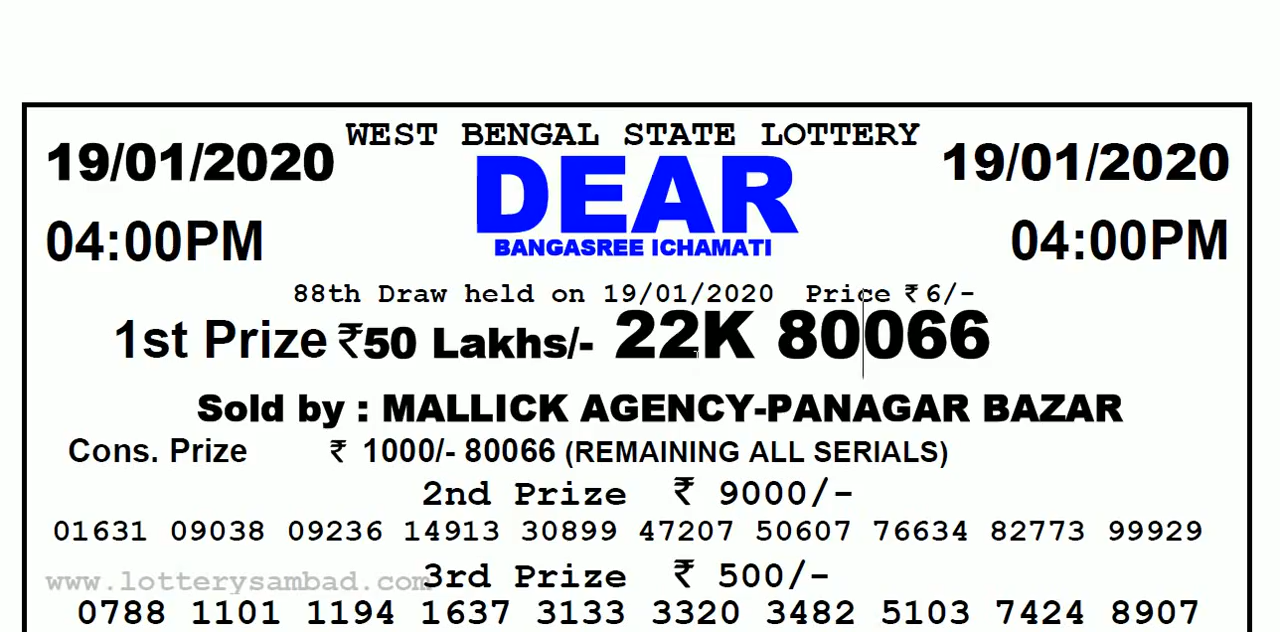 WEST BENGAL STATE LOTTERY
19/01/2020 DEAR 19/01/2020
04:00PM BANGASREE ICHAMATI 04:00PM
88th Draw held on 19/01/2020 Price ₹ 6/-
1st Prize ₹50 Lakhs/- 22K 80066
Sold by : MALLICK AGENCY-PANAGAR BAZAR
Cons. Prize ₹ 1000/- 80066 (REMAINING ALL SERIALS)
2nd Prize ₹ 9000/-
01631 09038 09236 14913 30899 47207 50607 76634 82773 99929
www.lotterysambad.com 3rd Prize ₹ 500/-
0788 1101 1194 1637 3133 3320 3482 5103 7424 8907